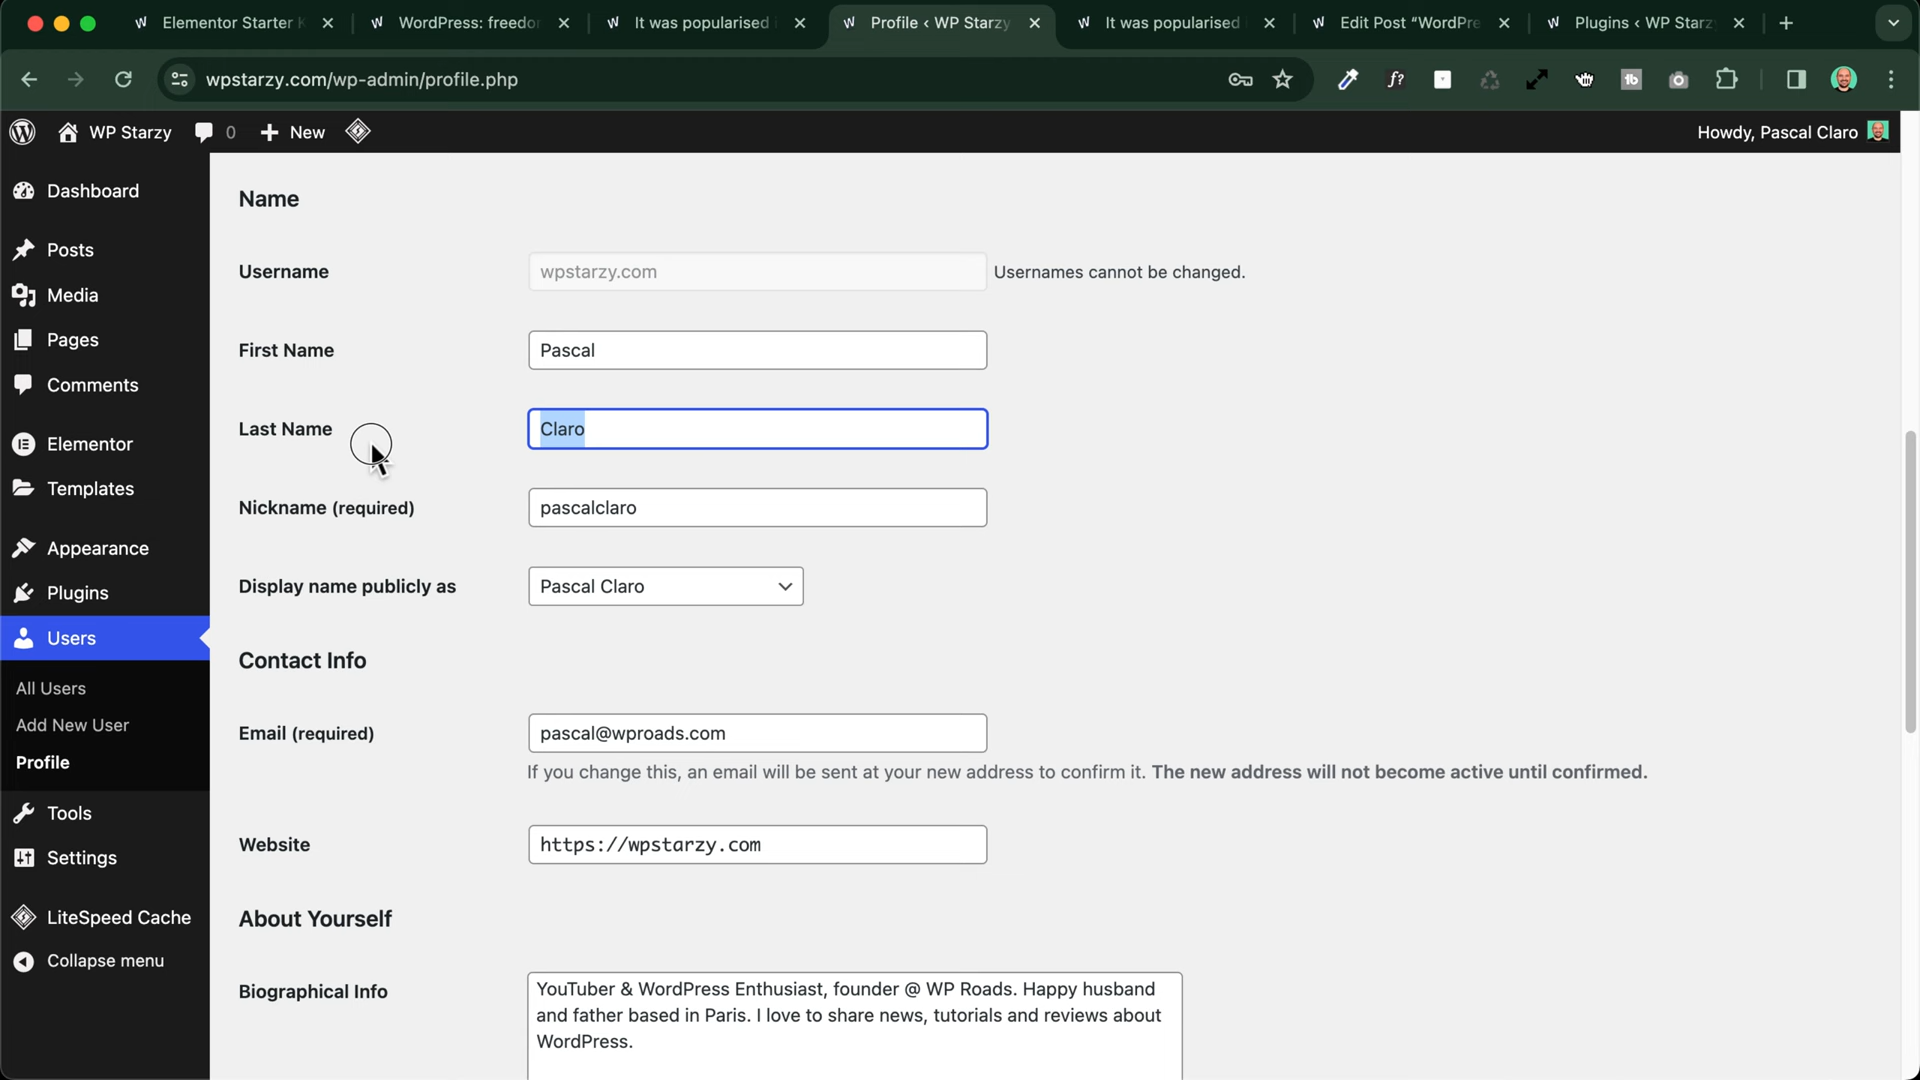 Elementor Starter K
WordPress: freedo
It was popularised i
Profile ‹ WP Starzy
It was popularised
Edit Post “WordPre
Plugins ‹ WP Starz
wpstarzy.com/wp-admin/profile.php
f?
tb
WP Starzy
0
New
Howdy, Pascal Claro
Dashboard
Posts
Media
Pages
Comments
Elementor
Templates
Appearance
Plugins
Users
All Users
Add New User
Profile
Tools
Settings
LiteSpeed Cache
Collapse menu
Name
Username
wpstarzy.com
Usernames cannot be changed.
First Name
Pascal
Last Name
Claro
Nickname (required)
pascalclaro
Display name publicly as
Pascal Claro
Contact Info
Email (required)
pascal@wproads.com
If you change this, an email will be sent at your new address to confirm it. The new address will not become active until confirmed.
Website
https://wpstarzy.com
About Yourself
Biographical Info
YouTuber & WordPress Enthusiast, founder @ WP Roads. Happy husband
and father based in Paris. I love to share news, tutorials and reviews about
WordPress.